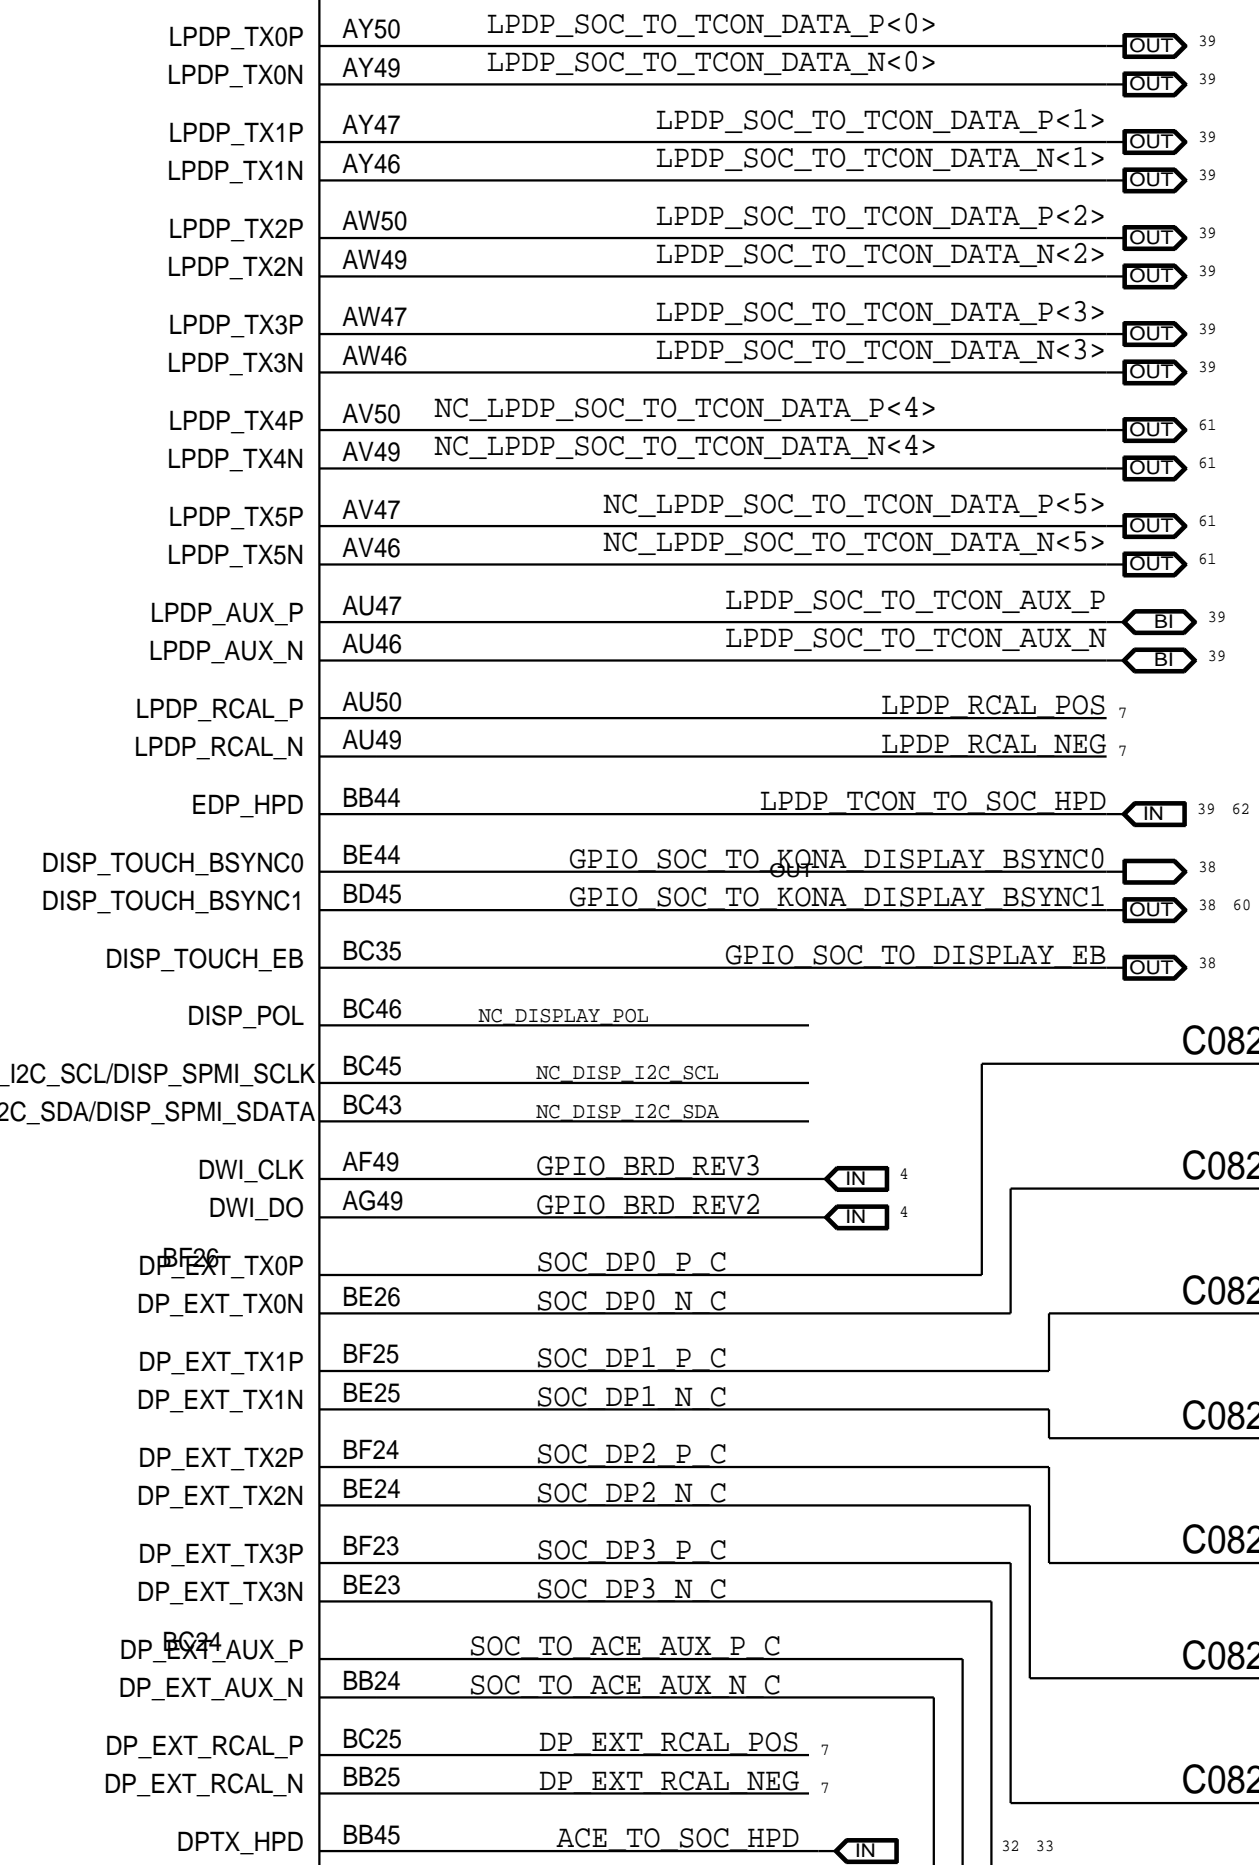 LPDP_TX0P AY50 LPDP_SOC_TO_TCON_DATA_P<0> OUT 39
LPDP_TX0N AY49 LPDP_SOC_TO_TCON_DATA_N<0> OUT 39
LPDP_TX1P AY47 LPDP_SOC_TO_TCON_DATA_P<1> OUT 39
LPDP_TX1N AY46 LPDP_SOC_TO_TCON_DATA_N<1> OUT 39
LPDP_TX2P AW50 LPDP_SOC_TO_TCON_DATA_P<2> OUT 39
LPDP_TX2N AW49 LPDP_SOC_TO_TCON_DATA_N<2> OUT 39
LPDP_TX3P AW47 LPDP_SOC_TO_TCON_DATA_P<3> OUT 39
LPDP_TX3N AW46 LPDP_SOC_TO_TCON_DATA_N<3> OUT 39
LPDP_TX4P AV50 NC_LPDP_SOC_TO_TCON_DATA_P<4> OUT 61
LPDP_TX4N AV49 NC_LPDP_SOC_TO_TCON_DATA_N<4> OUT 61
LPDP_TX5P AV47 NC_LPDP_SOC_TO_TCON_DATA_P<5> OUT 61
LPDP_TX5N AV46 NC_LPDP_SOC_TO_TCON_DATA_N<5> OUT 61
LPDP_AUX_P AU47 LPDP_SOC_TO_TCON_AUX_P BI 39
LPDP_AUX_N AU46 LPDP_SOC_TO_TCON_AUX_N BI 39
LPDP_RCAL_P AU50 LPDP_RCAL_POS 7
LPDP_RCAL_N AU49 LPDP_RCAL_NEG 7
EDP_HPD BB44 LPDP_TCON_TO_SOC_HPD IN 39 62
DISP_TOUCH_BSYNC0 BE44 GPIO_SOC_TO_KONA_DISPLAY_BSYNC0 OUT 38
DISP_TOUCH_BSYNC1 BD45 GPIO_SOC_TO_KONA_DISPLAY_BSYNC1 OUT 38 60
DISP_TOUCH_EB BC35 GPIO_SOC_TO_DISPLAY_EB OUT 38
DISP_POL BC46 NC_DISPLAY_POL
C082
_I2C_SCL/DISP_SPMI_SCLK BC45 NC_DISP_I2C_SCL
2C_SDA/DISP_SPMI_SDATA BC43 NC_DISP_I2C_SDA
DWI_CLK AF49 GPIO_BRD_REV3 IN 4
C082
DWI_DO AG49 GPIO_BRD_REV2 IN 4
DP_EXT_TX0P BF26 SOC_DP0_P_C
DP_EXT_TX0N BE26 SOC_DP0_N_C
C082
DP_EXT_TX1P BF25 SOC_DP1_P_C
DP_EXT_TX1N BE25 SOC_DP1_N_C
C082
DP_EXT_TX2P BF24 SOC_DP2_P_C
DP_EXT_TX2N BE24 SOC_DP2_N_C
DP_EXT_TX3P BF23 SOC_DP3_P_C
C082
DP_EXT_TX3N BE23 SOC_DP3_N_C
DP_EXT_AUX_P BC24 SOC_TO_ACE_AUX_P_C
C082
DP_EXT_AUX_N BB24 SOC_TO_ACE_AUX_N_C
DP_EXT_RCAL_P BC25 DP_EXT_RCAL_POS 7
DP_EXT_RCAL_N BB25 DP_EXT_RCAL_NEG 7
C082
DPTX_HPD BB45 ACE_TO_SOC_HPD IN 32 33